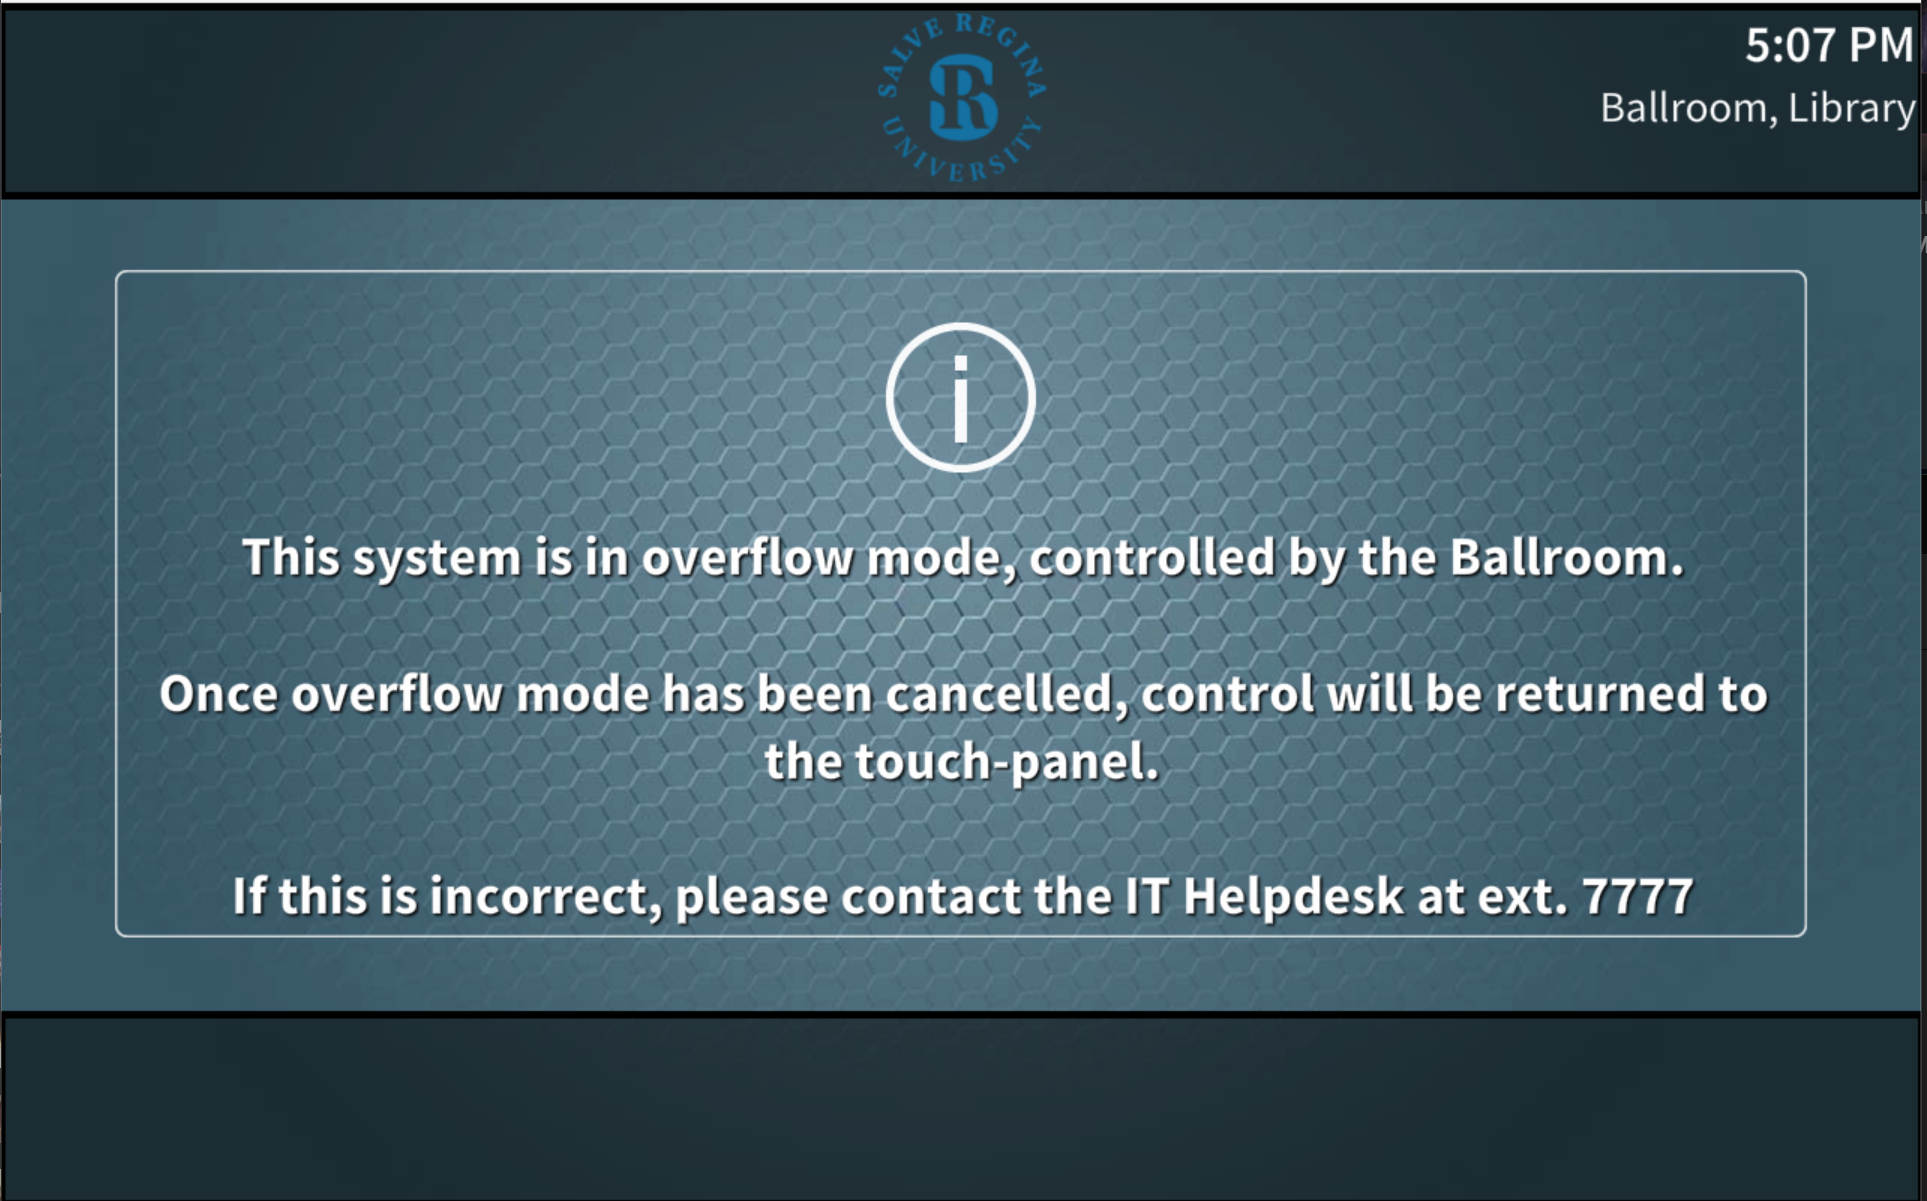 SALVE REGINA
SR
UNIVERSITY
5:07 PM
Ballroom, Library
i
This system is in overflow mode, controlled by the Ballroom.
Once overflow mode has been cancelled, control will be returned to
the touch-panel.
If this is incorrect, please contact the IT Helpdesk at ext. 7777